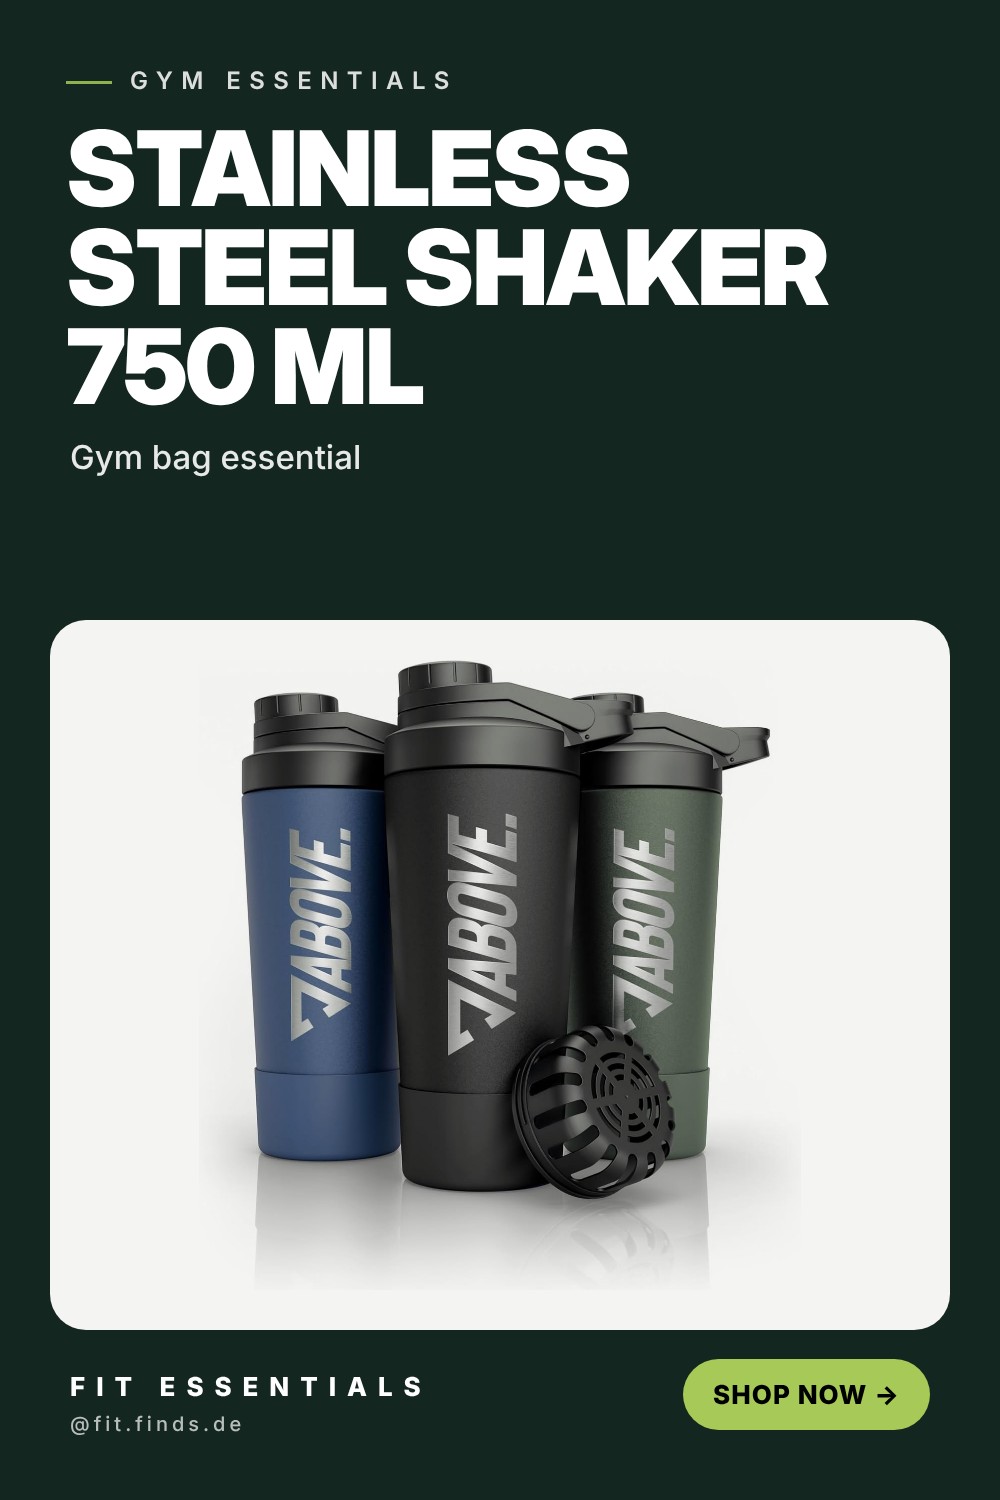 GYM ESSENTIALS
STAINLESS
STEEL SHAKER
750 ML
Gym bag essential
ABOVE.
ABOVE.
ABOVE.
FIT ESSENTIALS
@fit.finds.de
SHOP NOW →